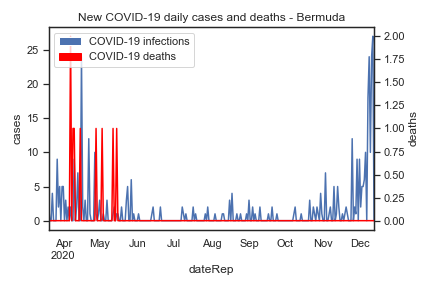 New COVID-19 daily cases and deaths - Bermuda
COVID-19 infections
COVID-19 deaths
cases
25
20
15
10
5
0
deaths
2.00
1.75
1.50
1.25
1.00
0.75
0.50
0.25
0.00
Apr May Jun Jul Aug Sep Oct Nov Dec
2020
dateRep